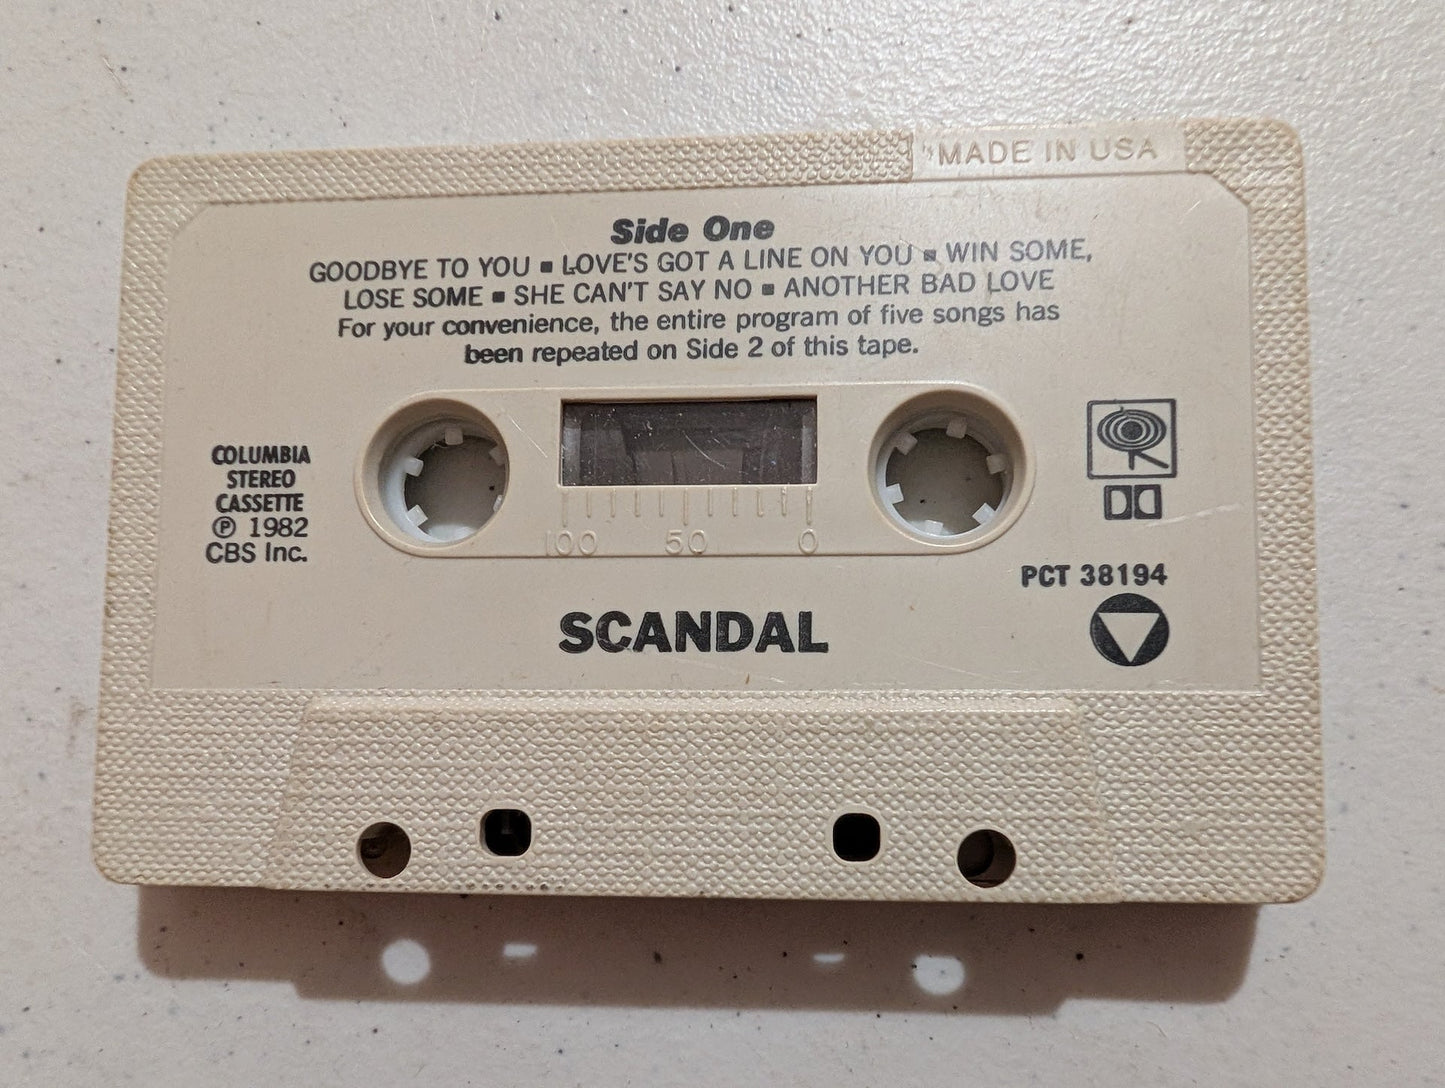 MADE IN USA
Side One
GOODBYE TO YOU ■ LOVE'S GOT A LINE ON YOU ■ WIN SOME,
LOSE SOME ■ SHE CAN'T SAY NO ■ ANOTHER BAD LOVE
For your convenience, the entire program of five songs has
been repeated on Side 2 of this tape.
COLUMBIA
STEREO
CASSETTE
℗ 1982
CBS Inc.
100 50 0
PCT 38194
SCANDAL